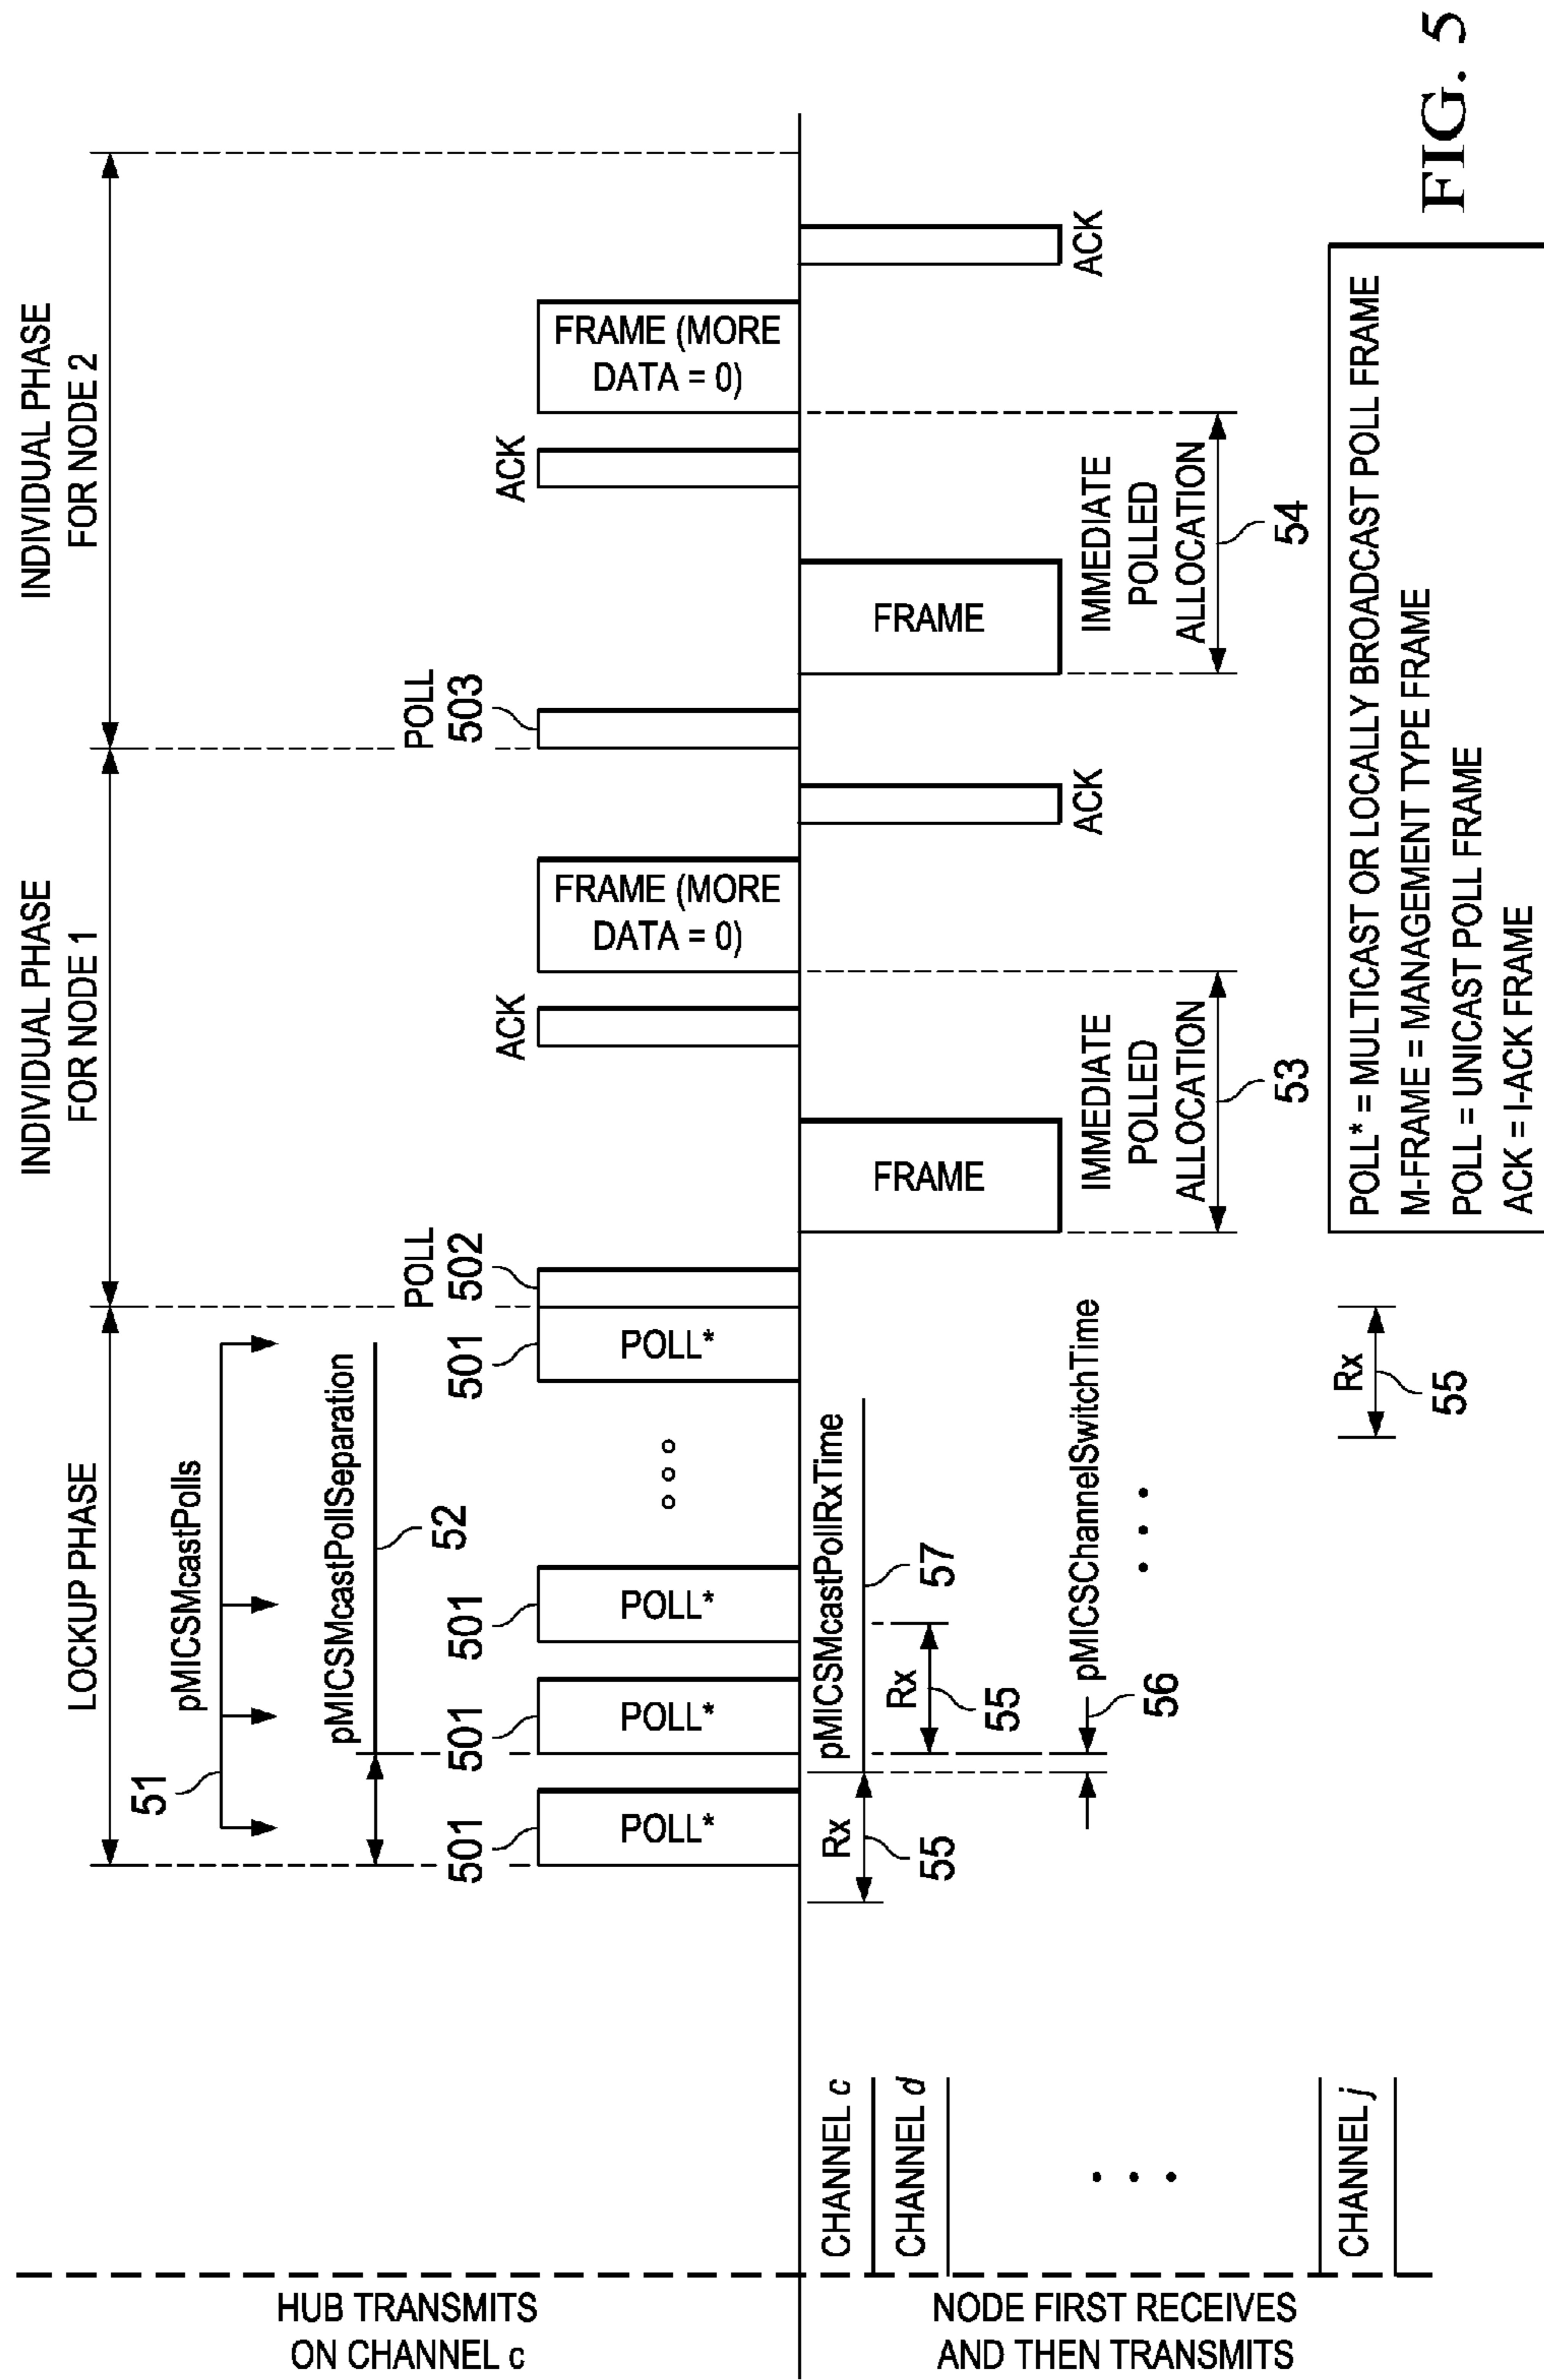 LOCKUP PHASE
INDIVIDUAL PHASE
FOR NODE 1
INDIVIDUAL PHASE
FOR NODE 2
51
pMICSMcastPolls
pMICSMcastPollSeparation
52
HUB TRANSMITS
ON CHANNEL c
501
POLL*
501
POLL*
501
POLL*
501
POLL*
POLL
502
ACK
FRAME (MORE
DATA = 0)
POLL
503
ACK
FRAME (MORE
DATA = 0)
NODE FIRST RECEIVES
AND THEN TRANSMITS
CHANNEL c
CHANNEL d
CHANNEL j
Rx
55
pMICSMcastPollRxTime
57
Rx
55
56
pMICSChannelSwitchTime
Rx
55
FRAME
IMMEDIATE
POLLED
ALLOCATION
53
ACK
FRAME
IMMEDIATE
POLLED
ALLOCATION
54
ACK
POLL* = MULTICAST OR LOCALLY BROADCAST POLL FRAME
M-FRAME = MANAGEMENT TYPE FRAME
POLL = UNICAST POLL FRAME
ACK = I-ACK FRAME
FIG. 5